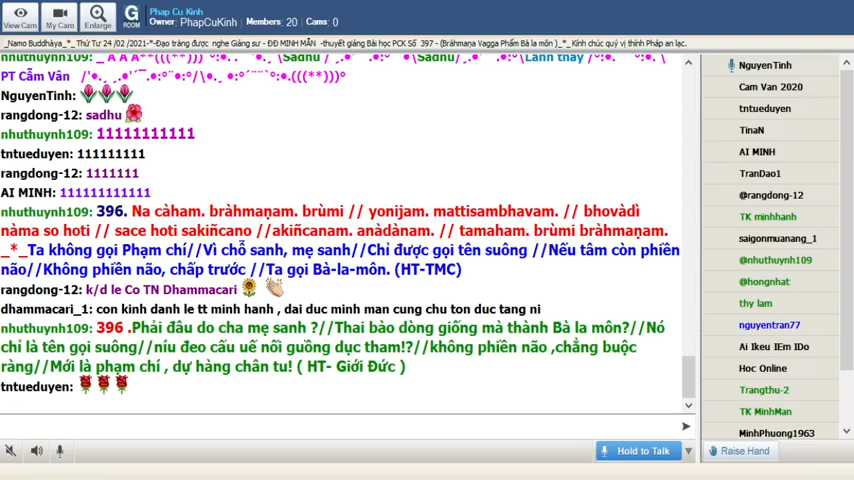 Phap Cu Kinh
Owner: PhapCuKinh Members: 20 Cams: 0
View Cam My Cam Enlarge G ROOM
_Namo Buddhàya_*_ Thứ Tư 24 /02 /2021-*-Đạo tràng được nghe Giảng sư - ĐĐ MINH MẪN -thuyết giảng Bài học PCK Số 397 - (Bràhmaṇa Vagga Phẩm Bà la môn )_*_ Kính chúc quý vị thính Pháp an lạc.
PT Cẩm Vân
NguyenTinh:
rangdong-12: sadhu
nhuthuynh109: 11111111111
tntueduyen: 111111111
rangdong-12: 1111111
AI MINH: 111111111111
nhuthuynh109: 396. Na càham. bràhmaṇam. brùmi // yonijam. mattisambhavam. // bhovàdì
nàma so hoti // sace hoti sakiñcano //akiñcanam. anàdànam. // tamaham. brùmi bràhmaṇam.
_*_Ta không gọi Phạm chí//Vì chỗ sanh, mẹ sanh//Chỉ được gọi tên suông //Nếu tâm còn phiền
não//Không phiền não, chấp trước //Ta gọi Bà-la-môn. (HT-TMC)
rangdong-12: k/d le Co TN Dhammacari
dhammacari_1: con kinh danh le tt minh hanh , dai duc minh man cung chu ton duc tang ni
nhuthuynh109: 396 .Phải đâu do cha mẹ sanh ?//Thai bào dòng giống mà thành Bà la môn?//Nó
chỉ là tên gọi suông//níu đeo cấu uế nổi guồng dục tham!?//không phiền não ,chẳng buộc
ràng//Mới là phạm chí , dự hàng chân tu! ( HT- Giới Đức )
tntueduyen:
Hold to Talk
Raise Hand
NguyenTinh
Cam Van 2020
tntueduyen
TinaN
AI MINH
TranDao1
@rangdong-12
TK minhhanh
saigonmuanang_1
@nhuthuynh109
@hongnhat
thy lam
nguyentran77
Ai Ikeu IEm IDo
Hoc Online
Trangthu-2
TK MinhMan
MinhPhuong1963